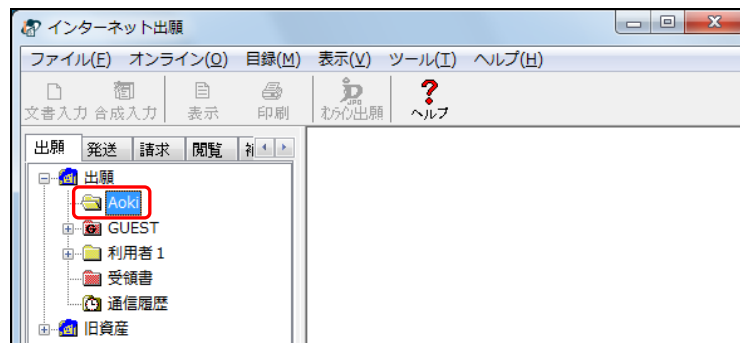 インターネット出願
ファイル(F) オンライン(O) 目録(M) 表示(V) ツール(T) ヘルプ(H)
文書入力 合成入力 表示 印刷 オンライン出願 ヘルプ
出願 発送 請求 閲覧
出願
Aoki
GUEST
利用者1
受領書
通信履歴
旧資産